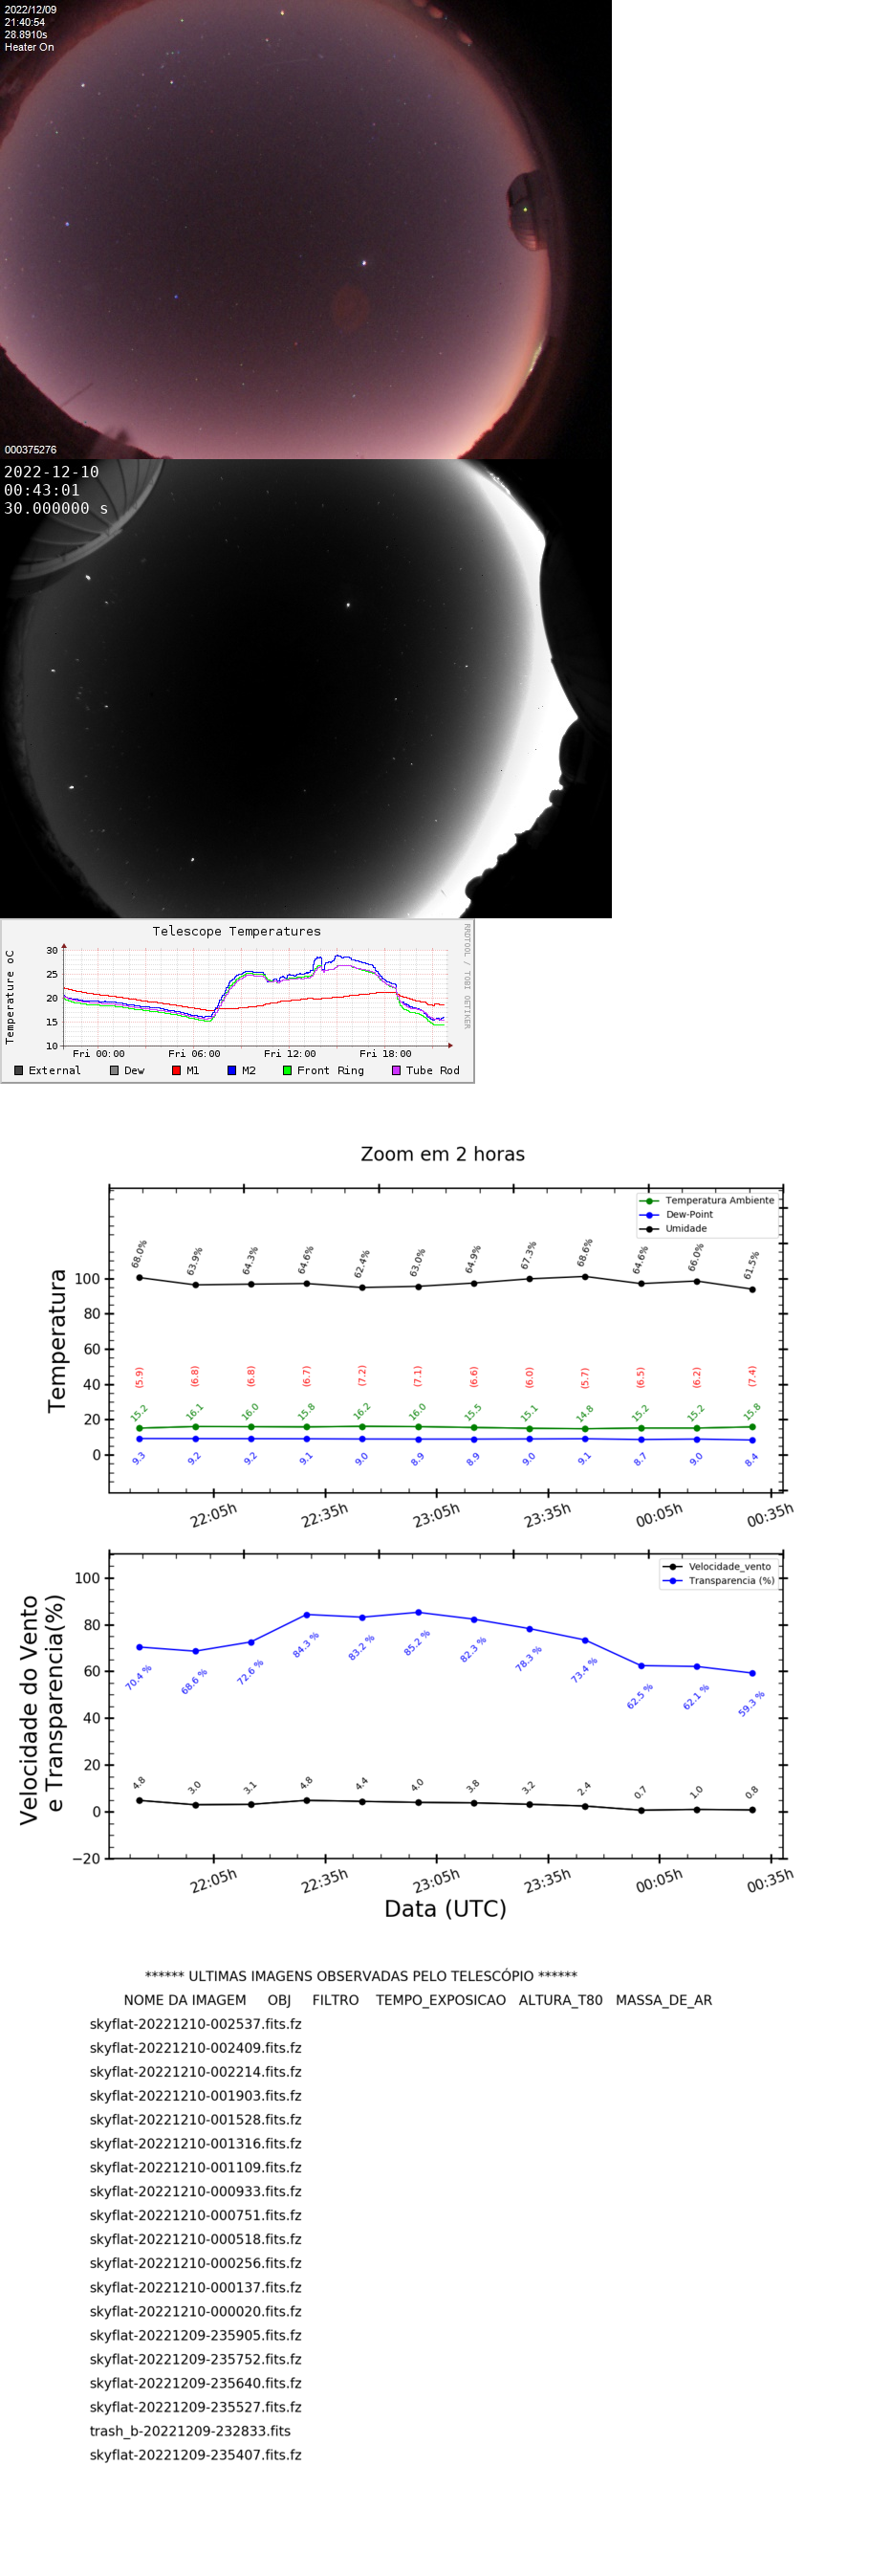 2022/12/09
21:40:54
28.8910s
Heater On
000375276
2022-12-10
00:43:01
30.000000 s
Telescope Temperatures
RRDTOOL / TOBI OETIKER
Temperature oC
30
25
20
15
10
Fri 00:00 Fri 06:00 Fri 12:00 Fri 18:00
External Dew M1 M2 Front Ring Tube Rod
Zoom em 2 horas
Temperatura Ambiente
Dew-Point
Umidade
Temperatura
100
80
60
40
20
0
68.0% 63.9% 64.3% 64.6% 62.4% 63.0% 64.9% 67.3% 68.6% 64.6% 66.0% 61.5%
(5.9) (6.8) (6.8) (6.7) (7.2) (7.1) (6.6) (6.0) (5.7) (6.5) (6.2) (7.4)
15.2 16.1 16.0 15.8 16.2 16.0 15.5 15.1 14.8 15.2 15.2 15.8
9.3 9.2 9.2 9.1 9.0 8.9 8.9 9.0 9.1 8.7 9.0 8.4
22:05h 22:35h 23:05h 23:35h 00:05h 00:35h
Velocidade_vento
Transparencia (%)
Velocidade do Vento
e Transparencia(%)
100
80
60
40
20
0
−20
70.4 % 68.6 % 72.6 % 84.3 % 83.2 % 85.2 % 82.3 % 78.3 % 73.4 % 62.5 % 62.1 % 59.3 %
4.8 3.0 3.1 4.8 4.4 4.0 3.8 3.2 2.4 0.7 1.0 0.8
22:05h 22:35h 23:05h 23:35h 00:05h 00:35h
Data (UTC)
****** ULTIMAS IMAGENS OBSERVADAS PELO TELESCÓPIO ******
NOME DA IMAGEM OBJ FILTRO TEMPO_EXPOSICAO ALTURA_T80 MASSA_DE_AR
skyflat-20221210-002537.fits.fz
skyflat-20221210-002409.fits.fz
skyflat-20221210-002214.fits.fz
skyflat-20221210-001903.fits.fz
skyflat-20221210-001528.fits.fz
skyflat-20221210-001316.fits.fz
skyflat-20221210-001109.fits.fz
skyflat-20221210-000933.fits.fz
skyflat-20221210-000751.fits.fz
skyflat-20221210-000518.fits.fz
skyflat-20221210-000256.fits.fz
skyflat-20221210-000137.fits.fz
skyflat-20221210-000020.fits.fz
skyflat-20221209-235905.fits.fz
skyflat-20221209-235752.fits.fz
skyflat-20221209-235640.fits.fz
skyflat-20221209-235527.fits.fz
trash_b-20221209-232833.fits
skyflat-20221209-235407.fits.fz